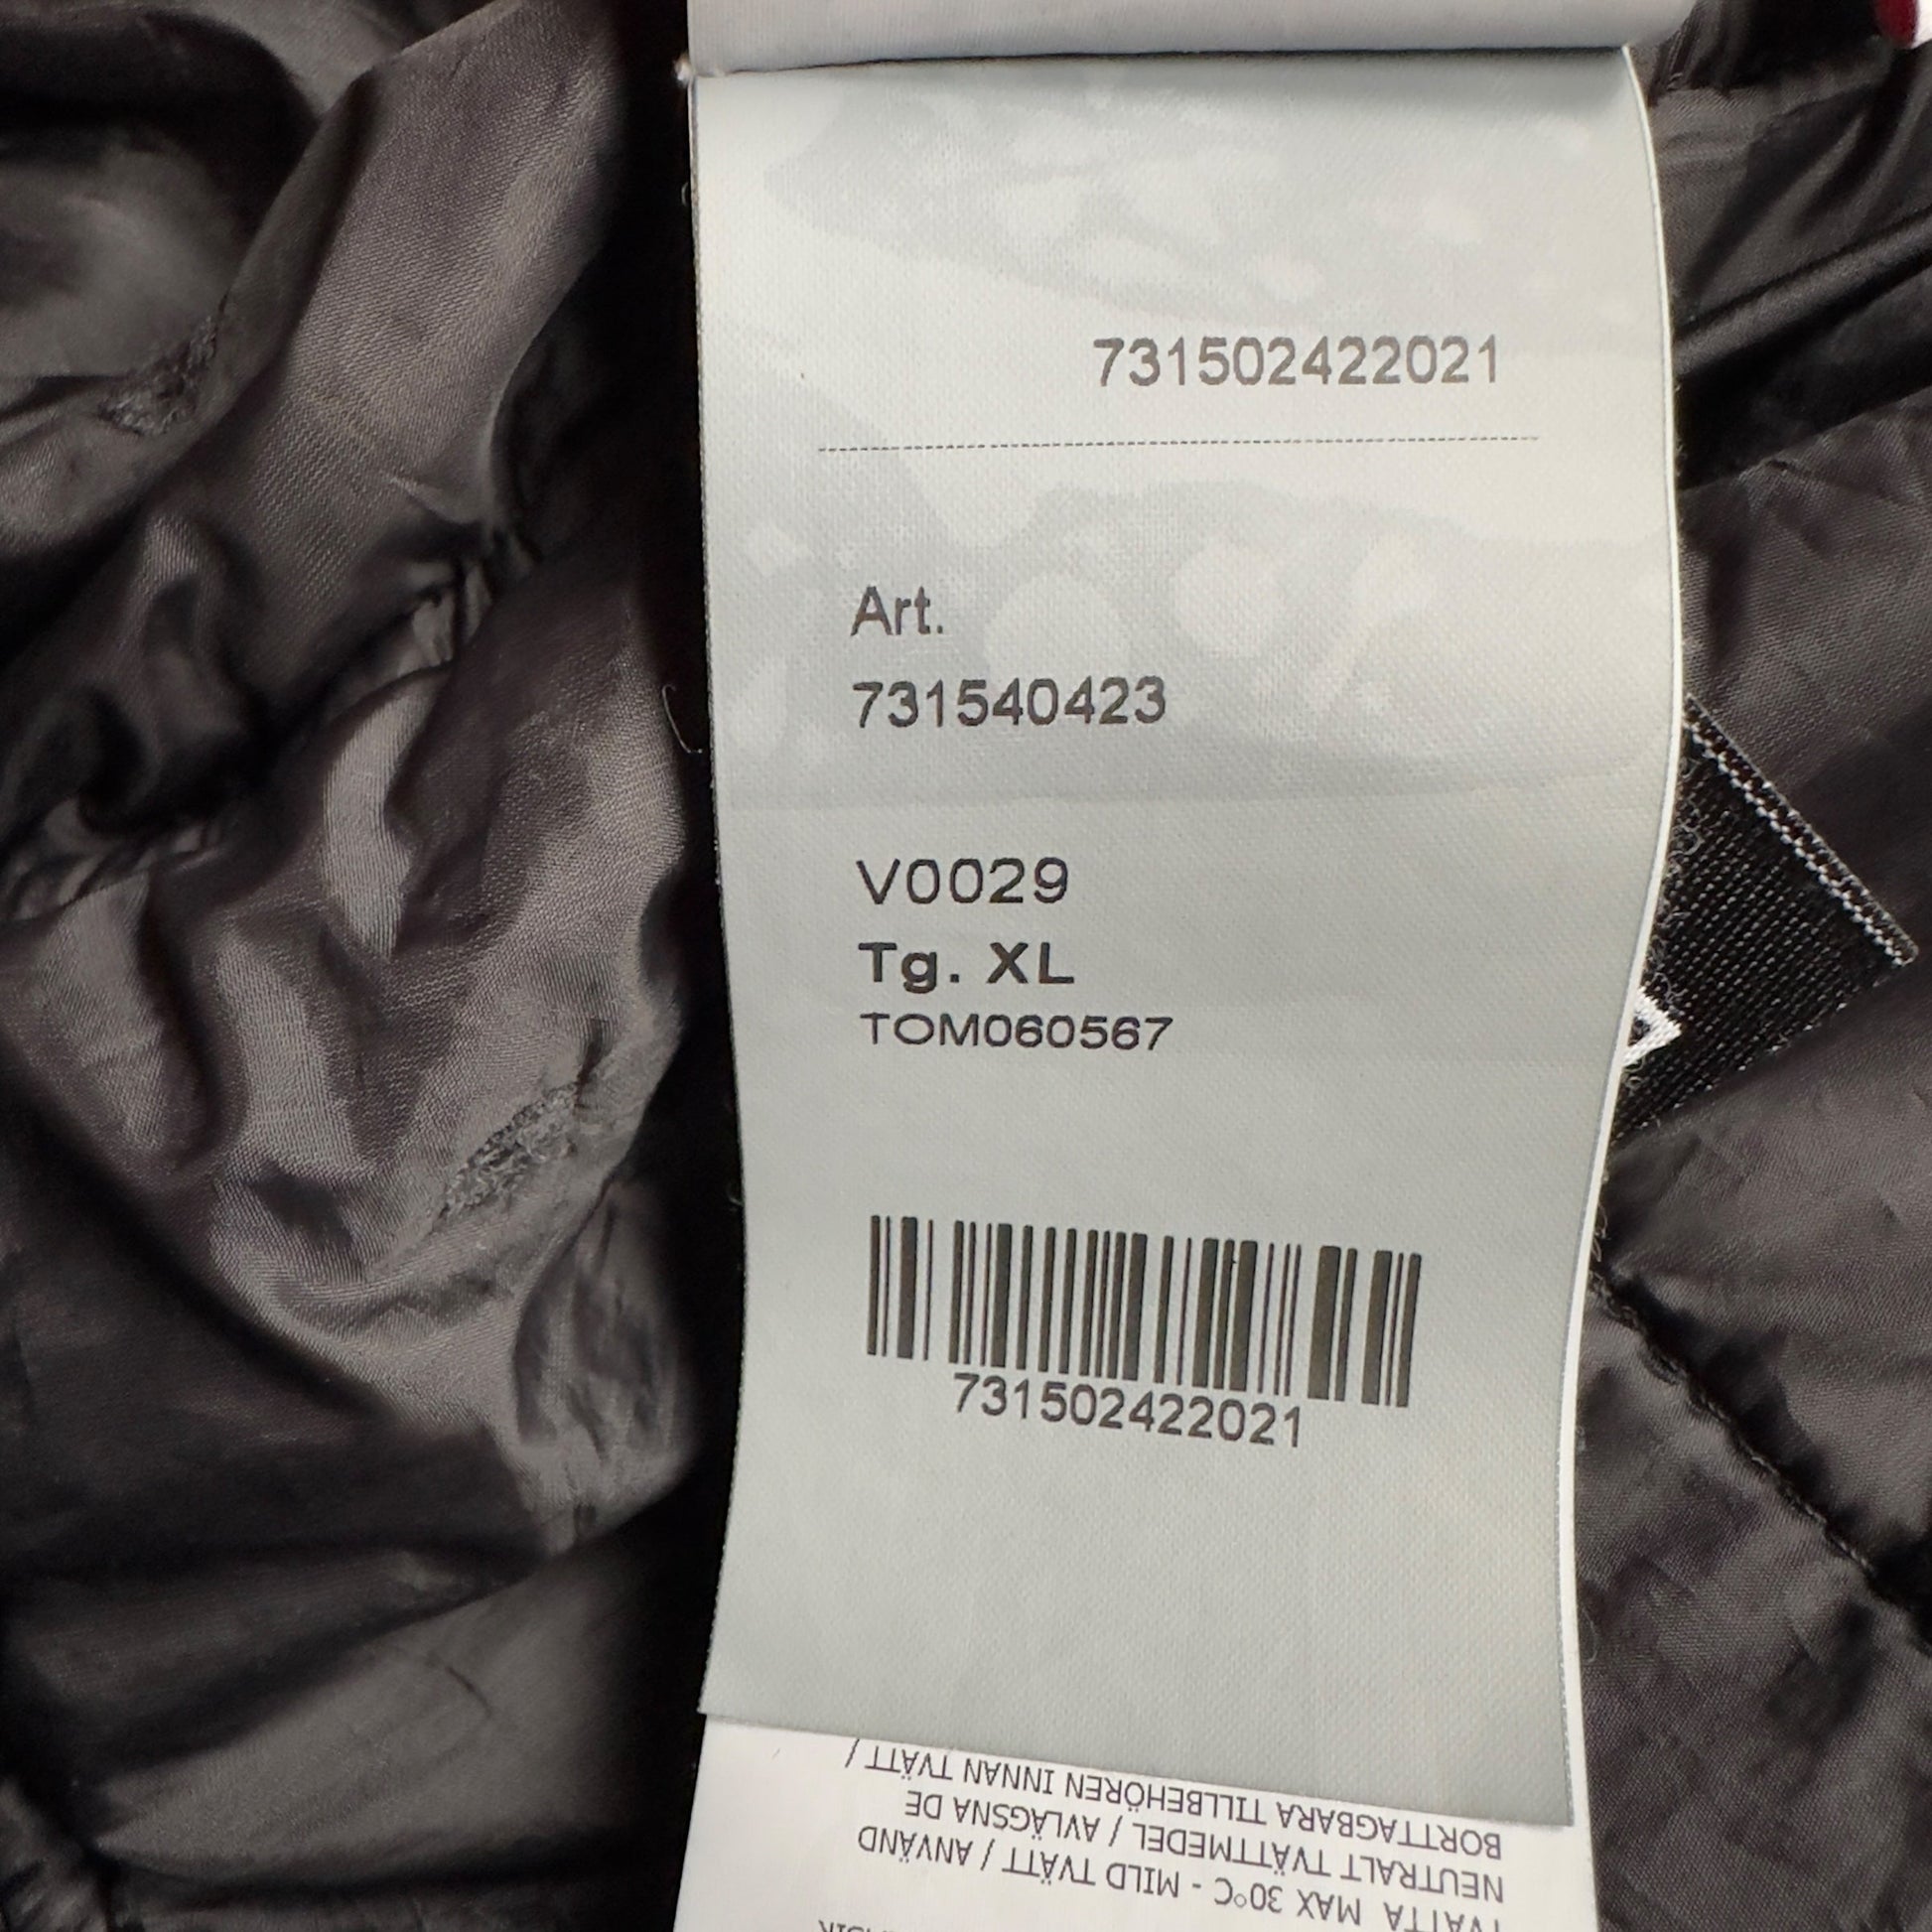 731502422021
Art.
731540423
V0029
Tg. XL
TOM060567
731502422021
TVÄTTA MAX 30°C - MILD TVÄTT / ANVÄND
NEUTRALT TVÄTTMEDEL / AVLÄGSNA DE
BORTTAGBARA TILLBEHÖREN INNAN TVÄTT /